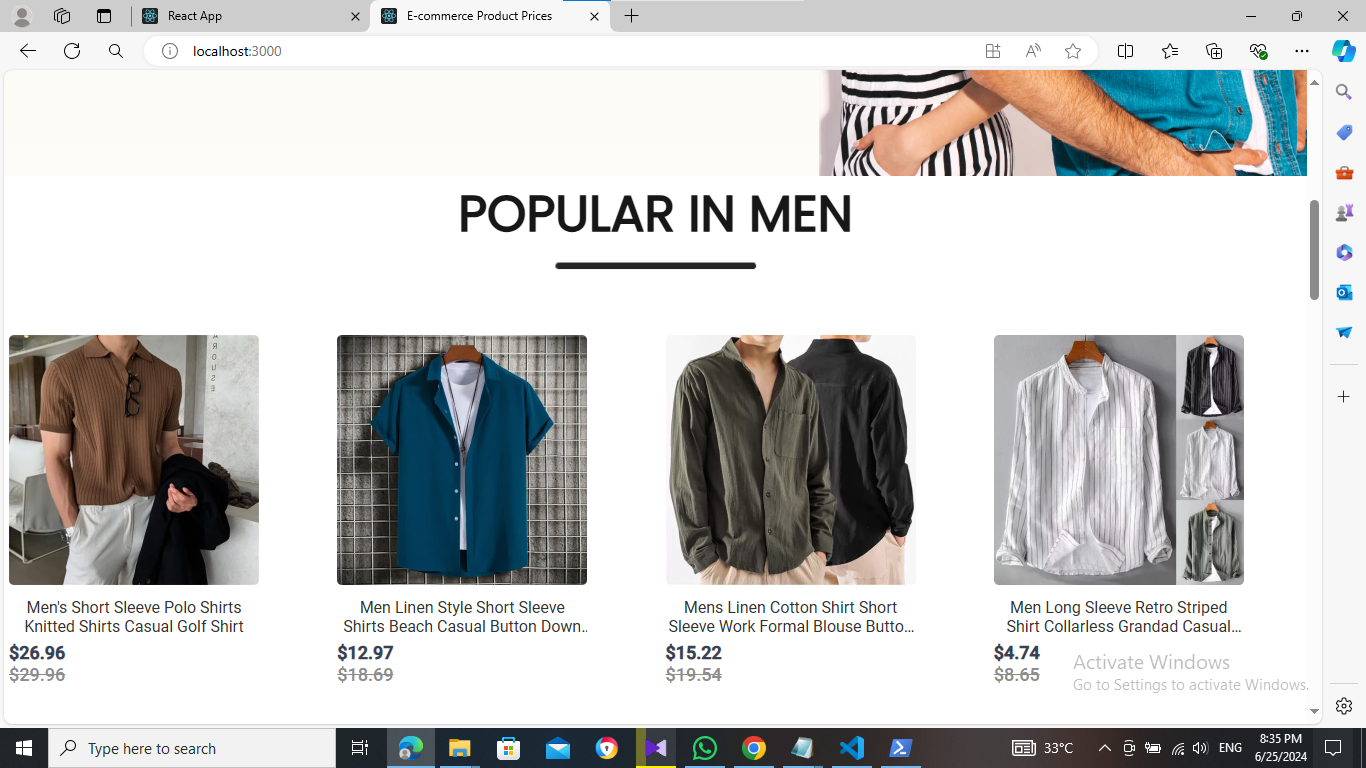 React App
E-commerce Product Prices
localhost:3000
POPULAR IN MEN
Men's Short Sleeve Polo Shirts
Knitted Shirts Casual Golf Shirt
$26.96
$29.96
Men Linen Style Short Sleeve
Shirts Beach Casual Button Down..
$12.97
$18.69
Mens Linen Cotton Shirt Short
Sleeve Work Formal Blouse Butto...
$15.22
$19.54
Men Long Sleeve Retro Striped
Shirt Collarless Grandad Casual...
$4.74
$8.65
Activate Windows
Go to Settings to activate Windows.
Type here to search
33°C
ENG
8:35 PM
6/25/2024